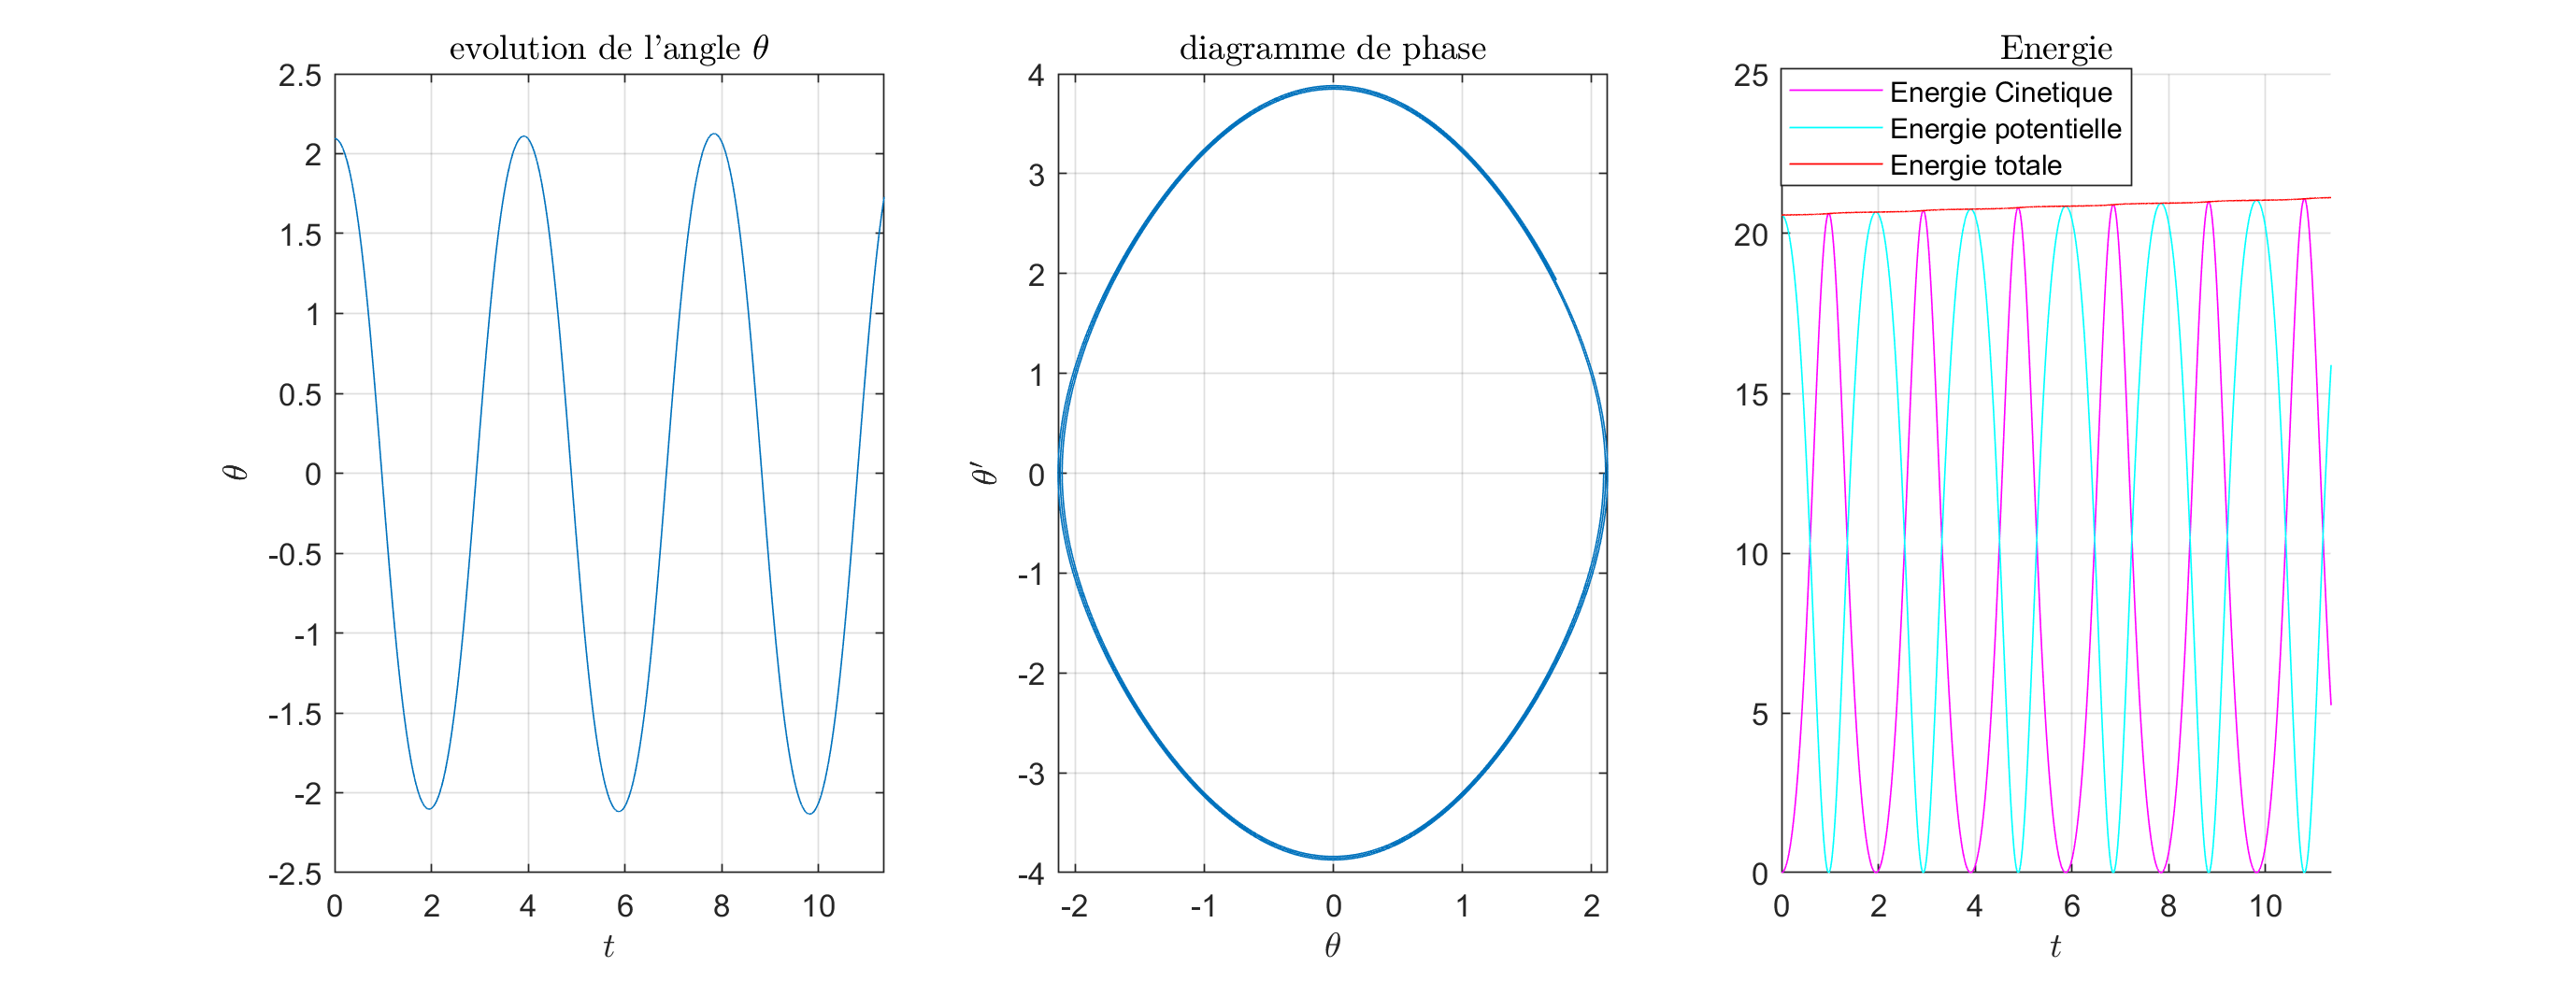 evolution de l'angle θ
2.5
2
1.5
1
0.5
0
-0.5
-1
-1.5
-2
-2.5
θ
0 2 4 6 8 10
t
diagramme de phase
4
3
2
1
0
-1
-2
-3
-4
θ′
-2 -1 0 1 2
θ
Energie
Energie Cinetique
Energie potentielle
Energie totale
25
20
15
10
5
0
0 2 4 6 8 10
t